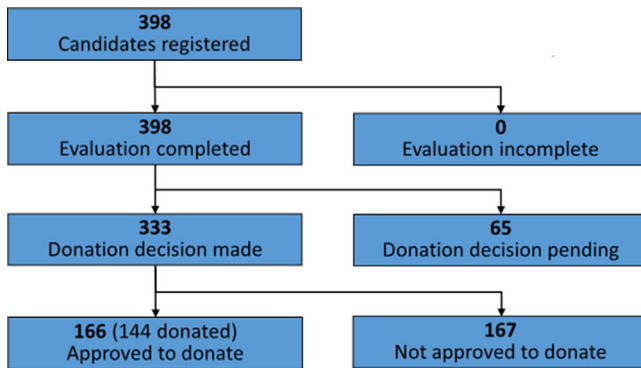 398
Candidates registered
398
Evaluation completed
0
Evaluation incomplete
333
Donation decision made
65
Donation decision pending
166 (144 donated)
Approved to donate
167
Not approved to donate